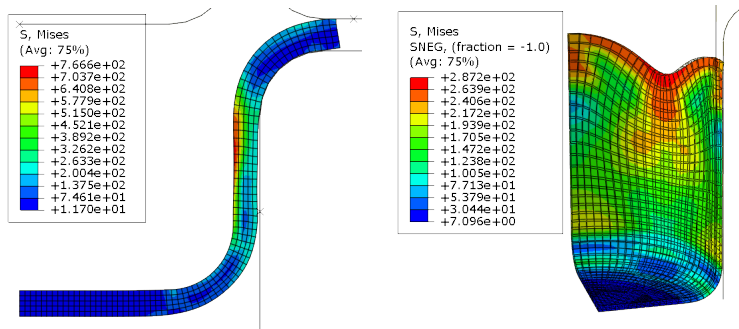 S, Mises
(Avg: 75%)
+7.666e+02
+7.037e+02
+6.408e+02
+5.779e+02
+5.150e+02
+4.521e+02
+3.892e+02
+3.262e+02
+2.633e+02
+2.004e+02
+1.375e+02
+7.461e+01
+1.170e+01
S, Mises
SNEG, (fraction = -1.0)
(Avg: 75%)
+2.872e+02
+2.639e+02
+2.406e+02
+2.172e+02
+1.939e+02
+1.705e+02
+1.472e+02
+1.238e+02
+1.005e+02
+7.713e+01
+5.379e+01
+3.044e+01
+7.096e+00